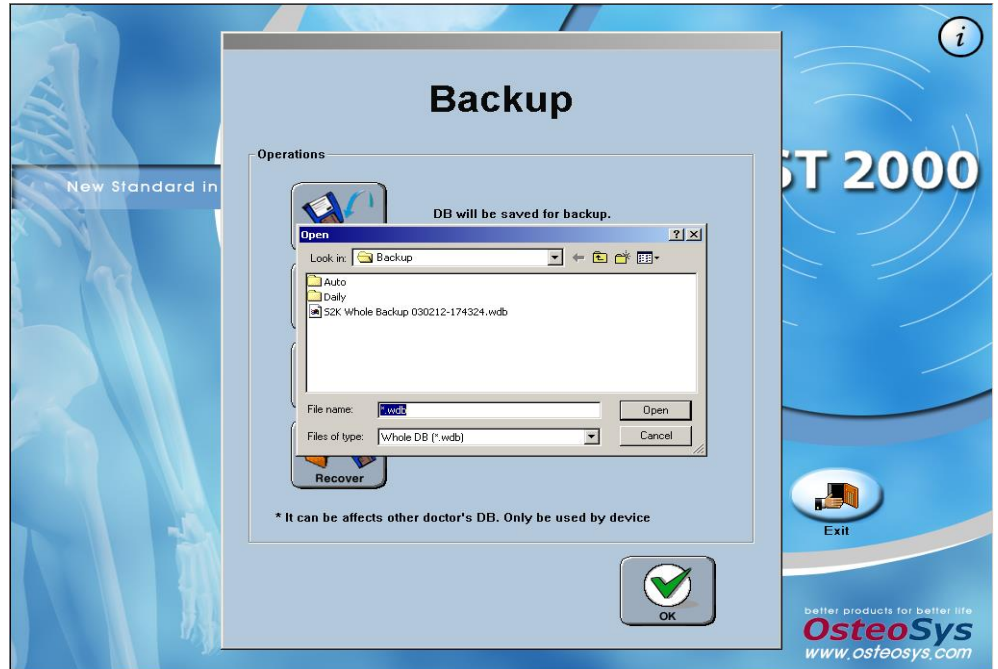 Backup
Operations
New Standard in
ST 2000
DB will be saved for backup.
Open
Look in: Backup
Auto
Daily
S2K Whole Backup 030212-174324.wdb
File name: *.wdb
Open
Files of type: Whole DB (*.wdb)
Cancel
Recover
* It can be affects other doctor's DB. Only be used by device
Exit
OK
better products for better life
OsteoSys
www.osteosys.com
i